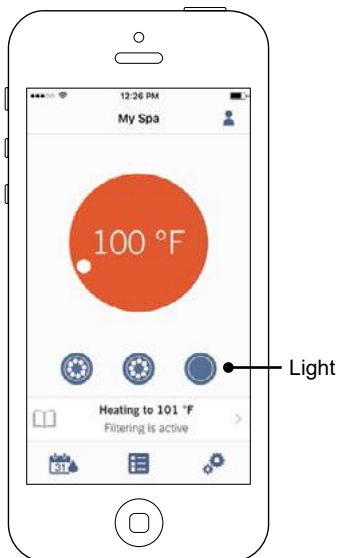 12:26 PM
My Spa
100 °F
Light
Heating to 101 °F
Filtering is active
31